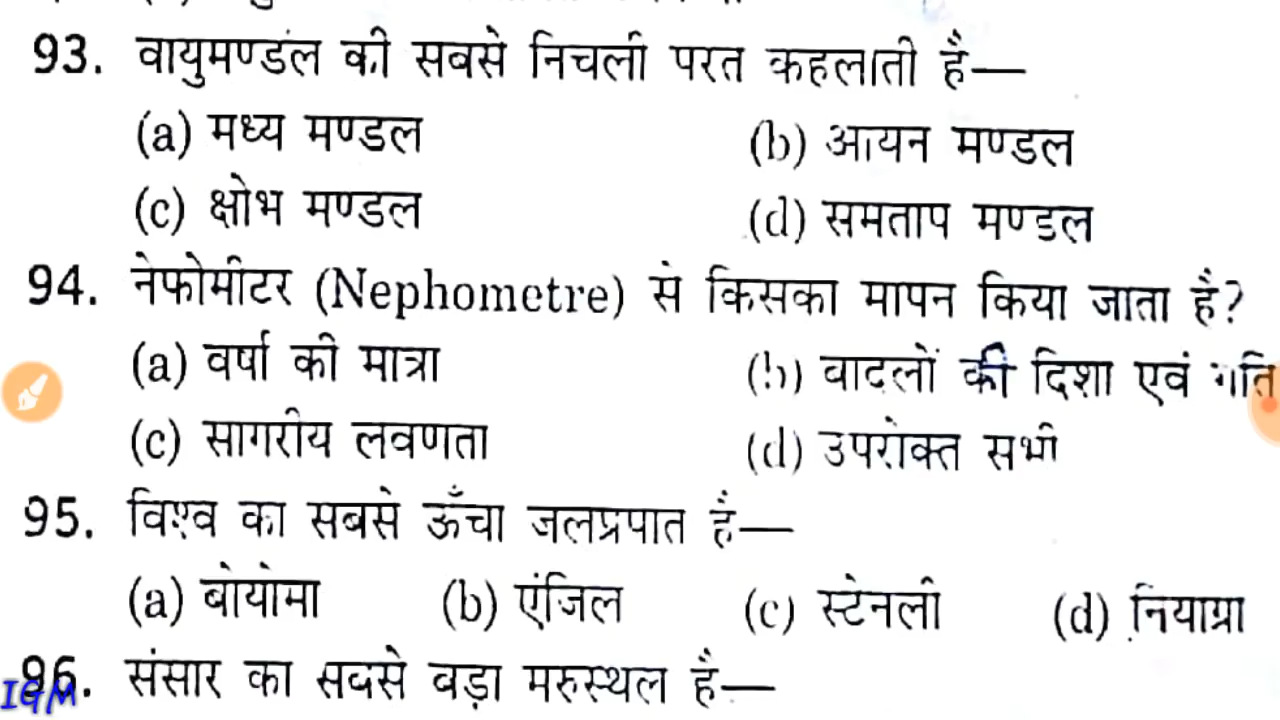 93. वायुमण्डल की सबसे निचली परत कहलाती है—
(a) मध्य मण्डल (b) आयन मण्डल
(c) क्षोभ मण्डल (d) समताप मण्डल
94. नेफोमीटर (Nephometre) से किसका मापन किया जाता है?
(a) वर्षा की मात्रा (b) बादलों की दिशा एवं गति
(c) सागरीय लवणता (d) उपरोक्त सभी
95. विश्व का सबसे ऊँचा जलप्रपात है—
(a) बोयोमा (b) एंजिल (c) स्टेनली (d) नियाग्रा
96. संसार का सबसे बड़ा मरुस्थल है—
IGM